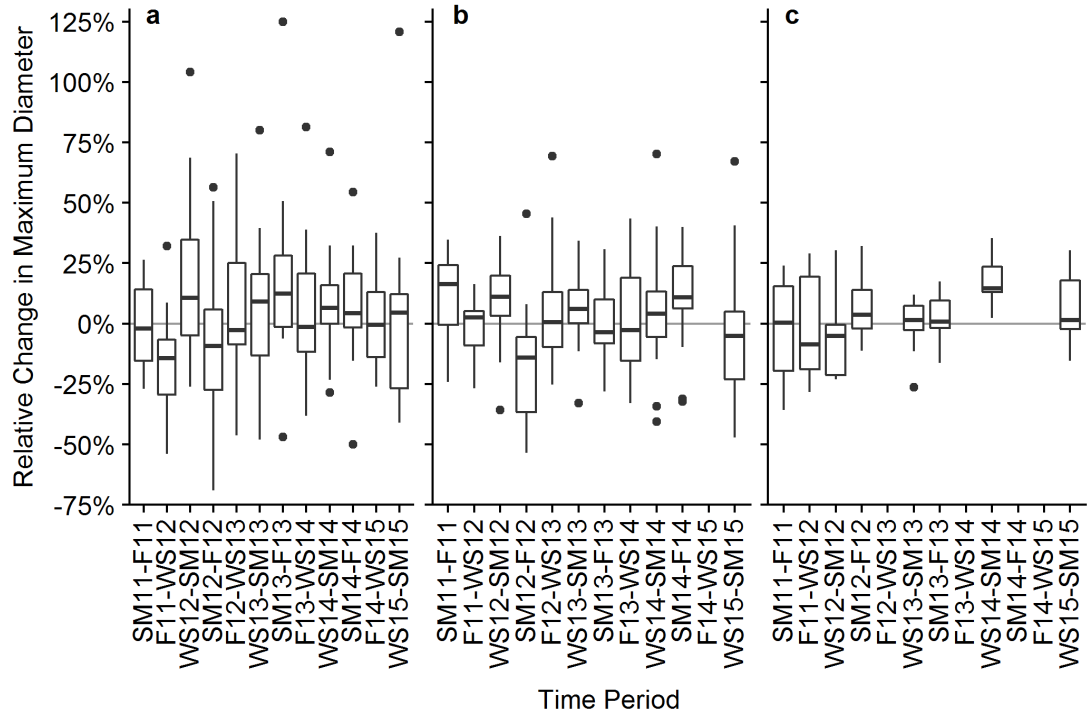 Relative Change in Maximum Diameter
125%
100%
75%
50%
25%
0%
-25%
-50%
-75%
a
b
c
SM11-F11
F11-WS12
WS12-SM12
SM12-F12
F12-WS13
WS13-SM13
SM13-F13
F13-WS14
WS14-SM14
SM14-F14
F14-WS15
WS15-SM15
SM11-F11
F11-WS12
WS12-SM12
SM12-F12
F12-WS13
WS13-SM13
SM13-F13
F13-WS14
WS14-SM14
SM14-F14
F14-WS15
WS15-SM15
SM11-F11
F11-WS12
WS12-SM12
SM12-F12
F12-WS13
WS13-SM13
SM13-F13
F13-WS14
WS14-SM14
SM14-F14
F14-WS15
WS15-SM15
Time Period